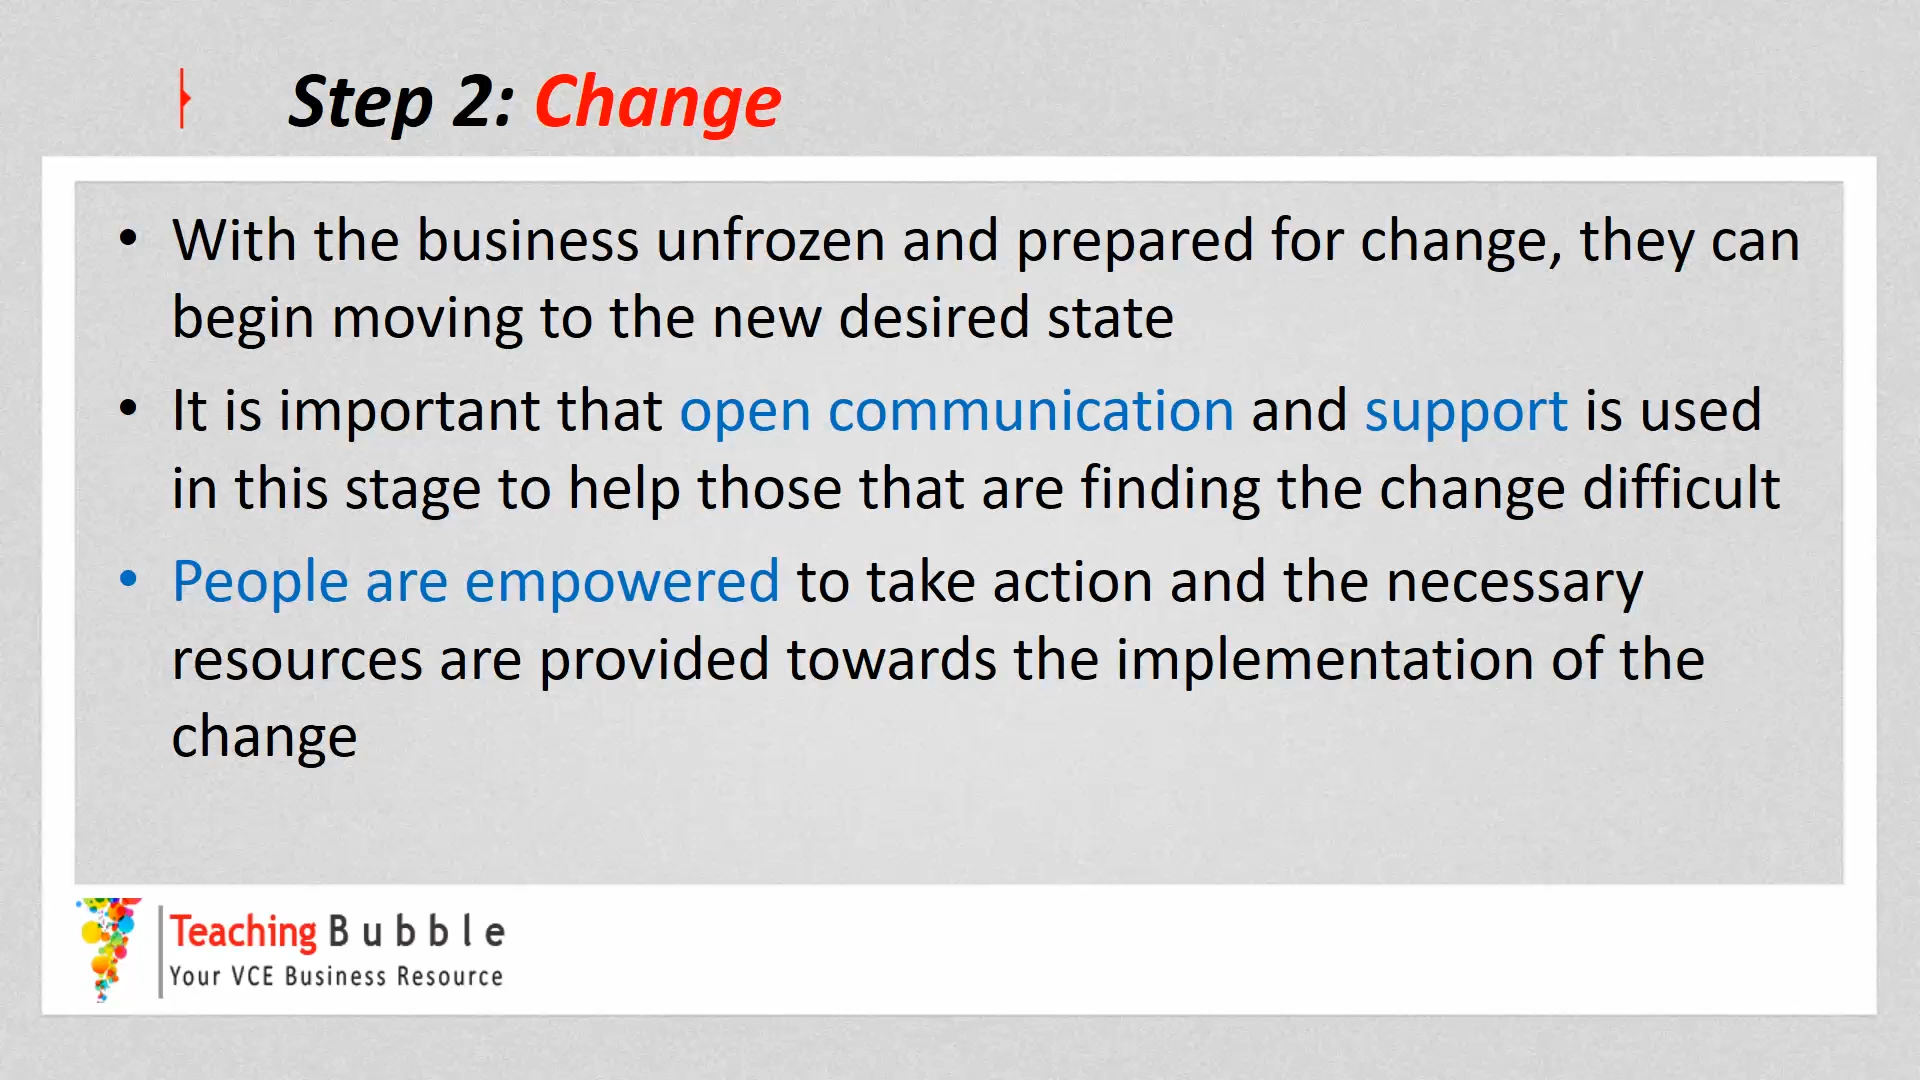 Step 2: Change
• With the business unfrozen and prepared for change, they can
begin moving to the new desired state
• It is important that open communication and support is used
in this stage to help those that are finding the change difficult
• People are empowered to take action and the necessary
resources are provided towards the implementation of the
change
Teaching Bubble
Your VCE Business Resource